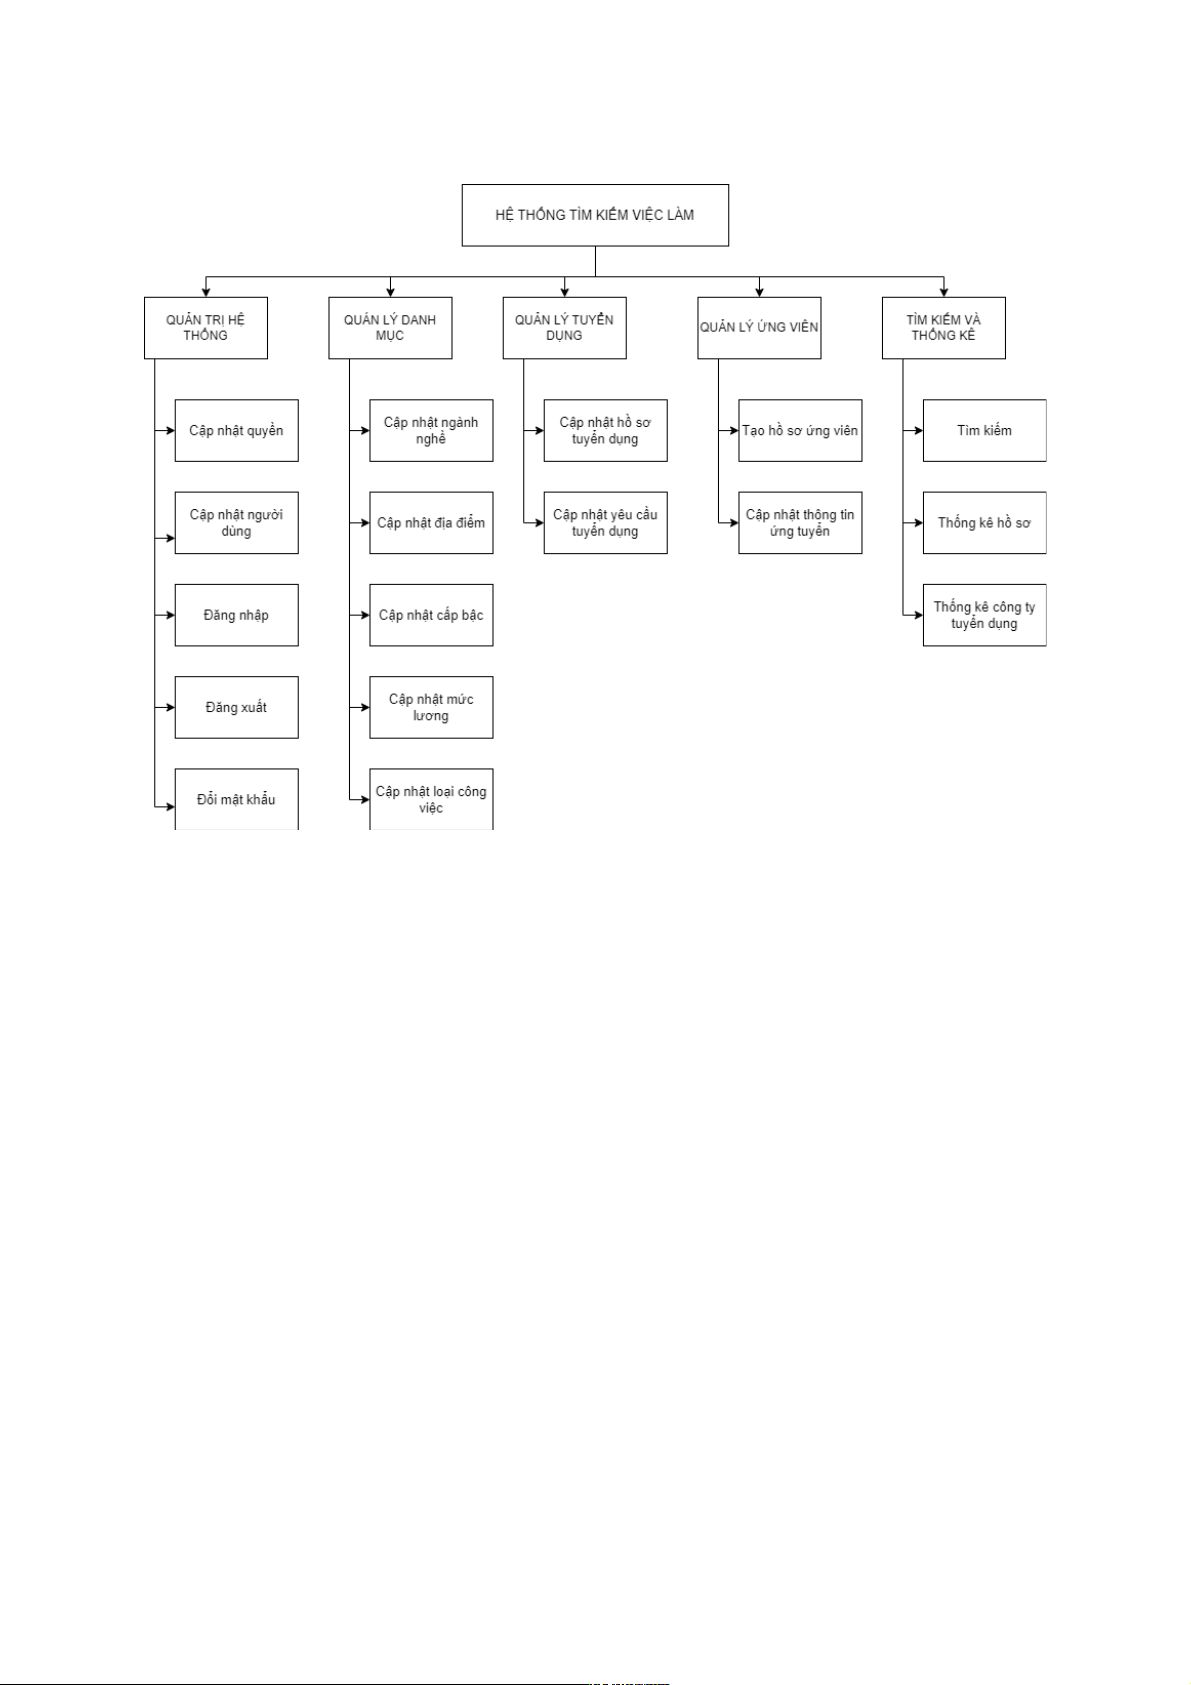 HỆ THỐNG TÌM KIẾM VIỆC LÀM
QUẢN TRỊ HỆ
THỐNG
QUẢN LÝ DANH
MỤC
QUẢN LÝ TUYỂN
DỤNG
QUẢN LÝ ỨNG VIÊN
TÌM KIẾM VÀ
THỐNG KÊ
Cập nhật quyền
Cập nhật người
dùng
Đăng nhập
Đăng xuất
Đổi mật khẩu
Cập nhật ngành
nghề
Cập nhật địa điểm
Cập nhật cấp bậc
Cập nhật mức
lương
Cập nhật loại công
việc
Cập nhật hồ sơ
tuyển dụng
Cập nhật yêu cầu
tuyển dụng
Tạo hồ sơ ứng viên
Cập nhật thông tin
ứng tuyển
Tìm kiếm
Thống kê hồ sơ
Thống kê công ty
tuyển dụng